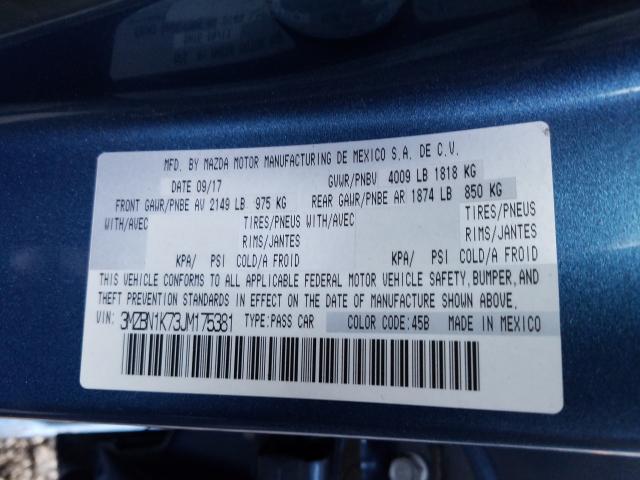 MFD. BY MAZDA MOTOR MANUFACTURING DE MEXICO S.A. DE C.V.
DATE 09/17 GVWR/PNBV 4009 LB 1818 KG
FRONT GAWR/PNBE AV 2149 LB 975 KG REAR GAWR/PNBE AR 1874 LB 850 KG
WITH/AVEC TIRES/PNEUS WITH/AVEC TIRES/PNEUS
RIMS/JANTES RIMS/JANTES
KPA/ PSI COLD/A FROID KPA/ PSI COLD/A FROID
THIS VEHICLE CONFORMS TO ALL APPLICABLE FEDERAL MOTOR VEHICLE SAFETY, BUMPER, AND
THEFT PREVENTION STANDARDS IN EFFECT ON THE DATE OF MANUFACTURE SHOWN ABOVE.
VIN: 3MZBN1K73JM175381 TYPE:PASS CAR COLOR CODE:45B MADE IN MEXICO